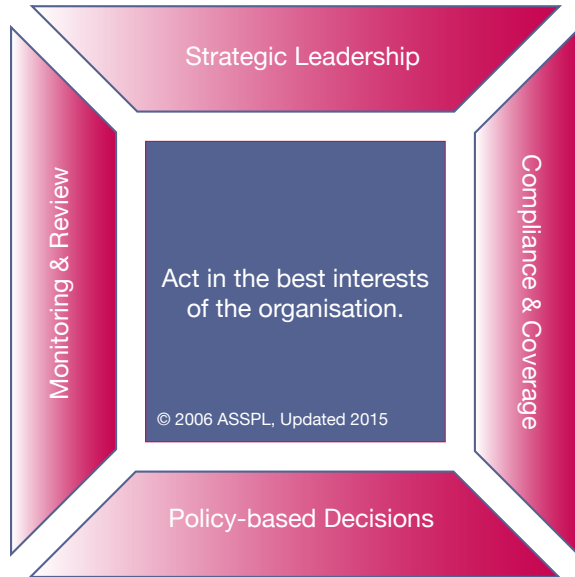 Strategic Leadership
Monitoring & Review
Compliance & Coverage
Act in the best interests
of the organisation.
© 2006 ASSPL, Updated 2015
Policy-based Decisions